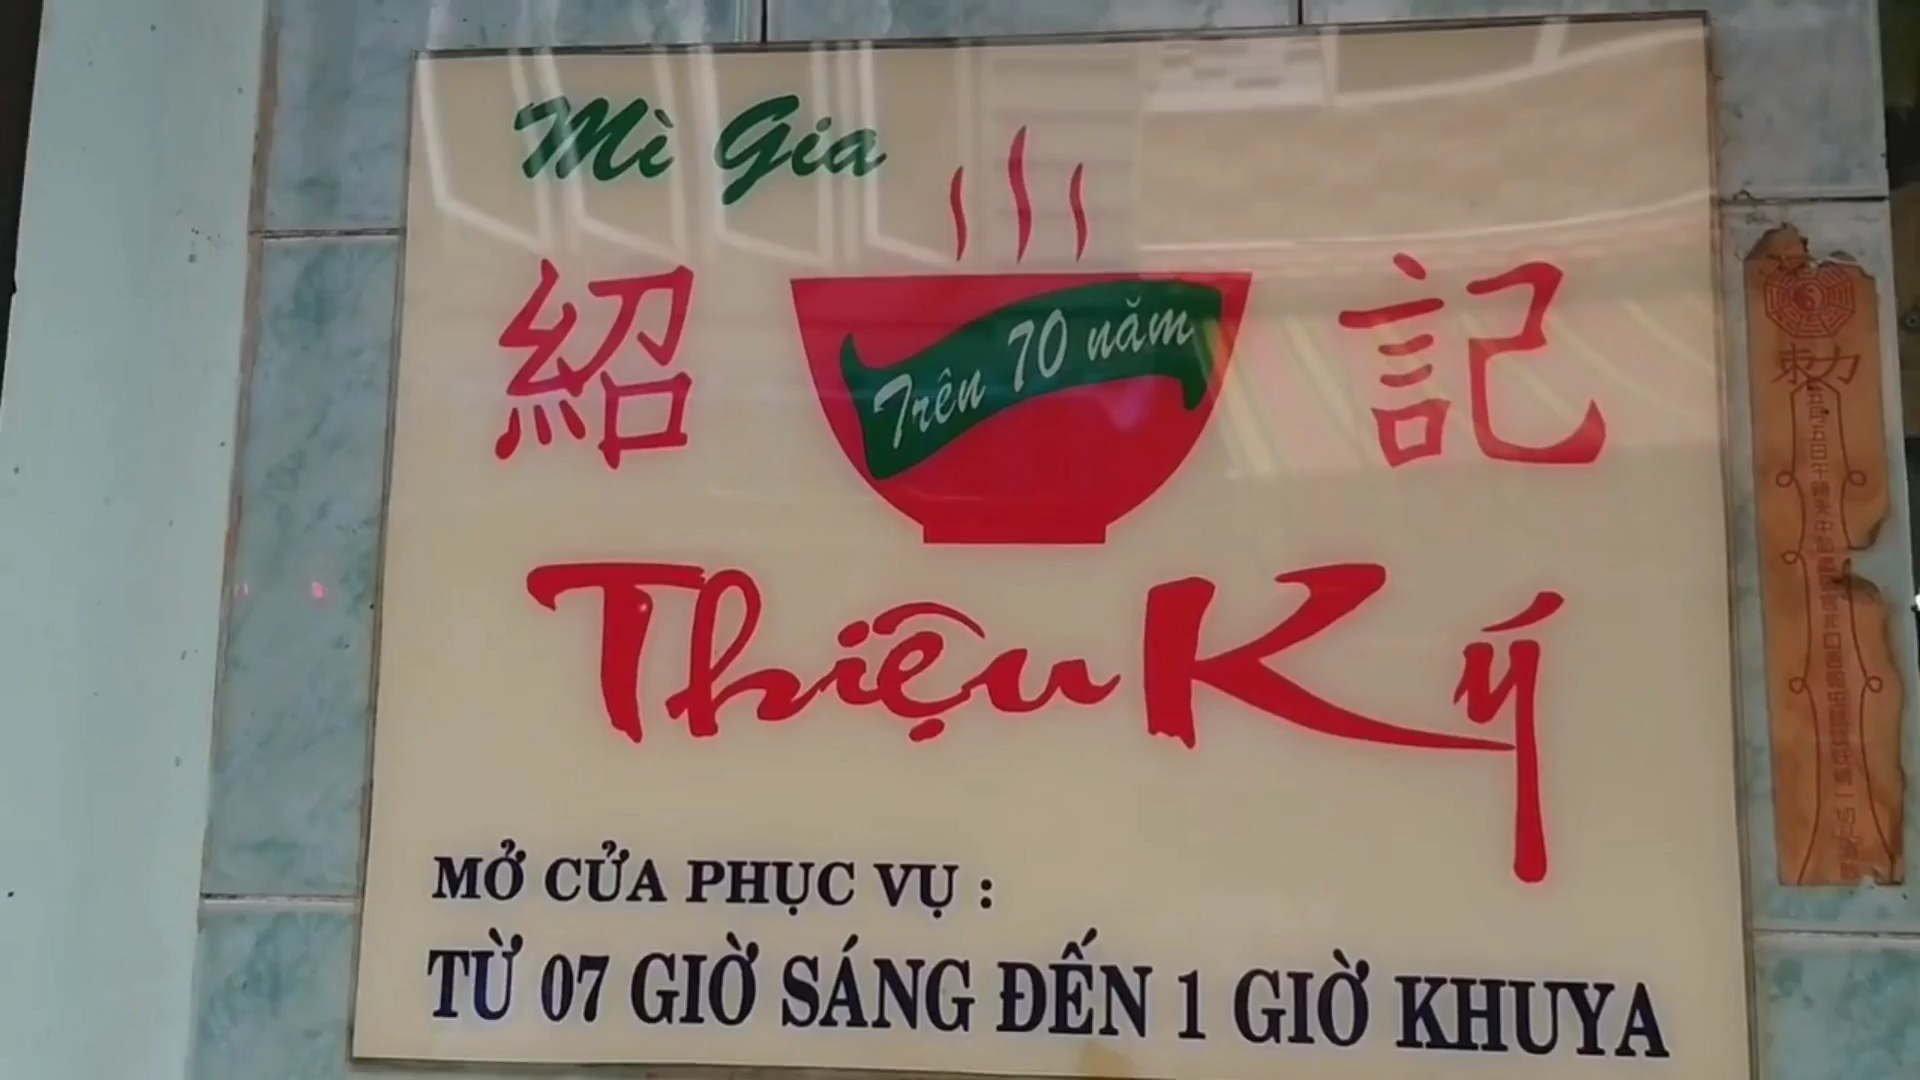 Mì Gia
紹 記
Trên 70 năm
Thiệu Ký
MỞ CỬA PHỤC VỤ :
TỪ 07 GIỜ SÁNG ĐẾN 1 GIỜ KHUYA